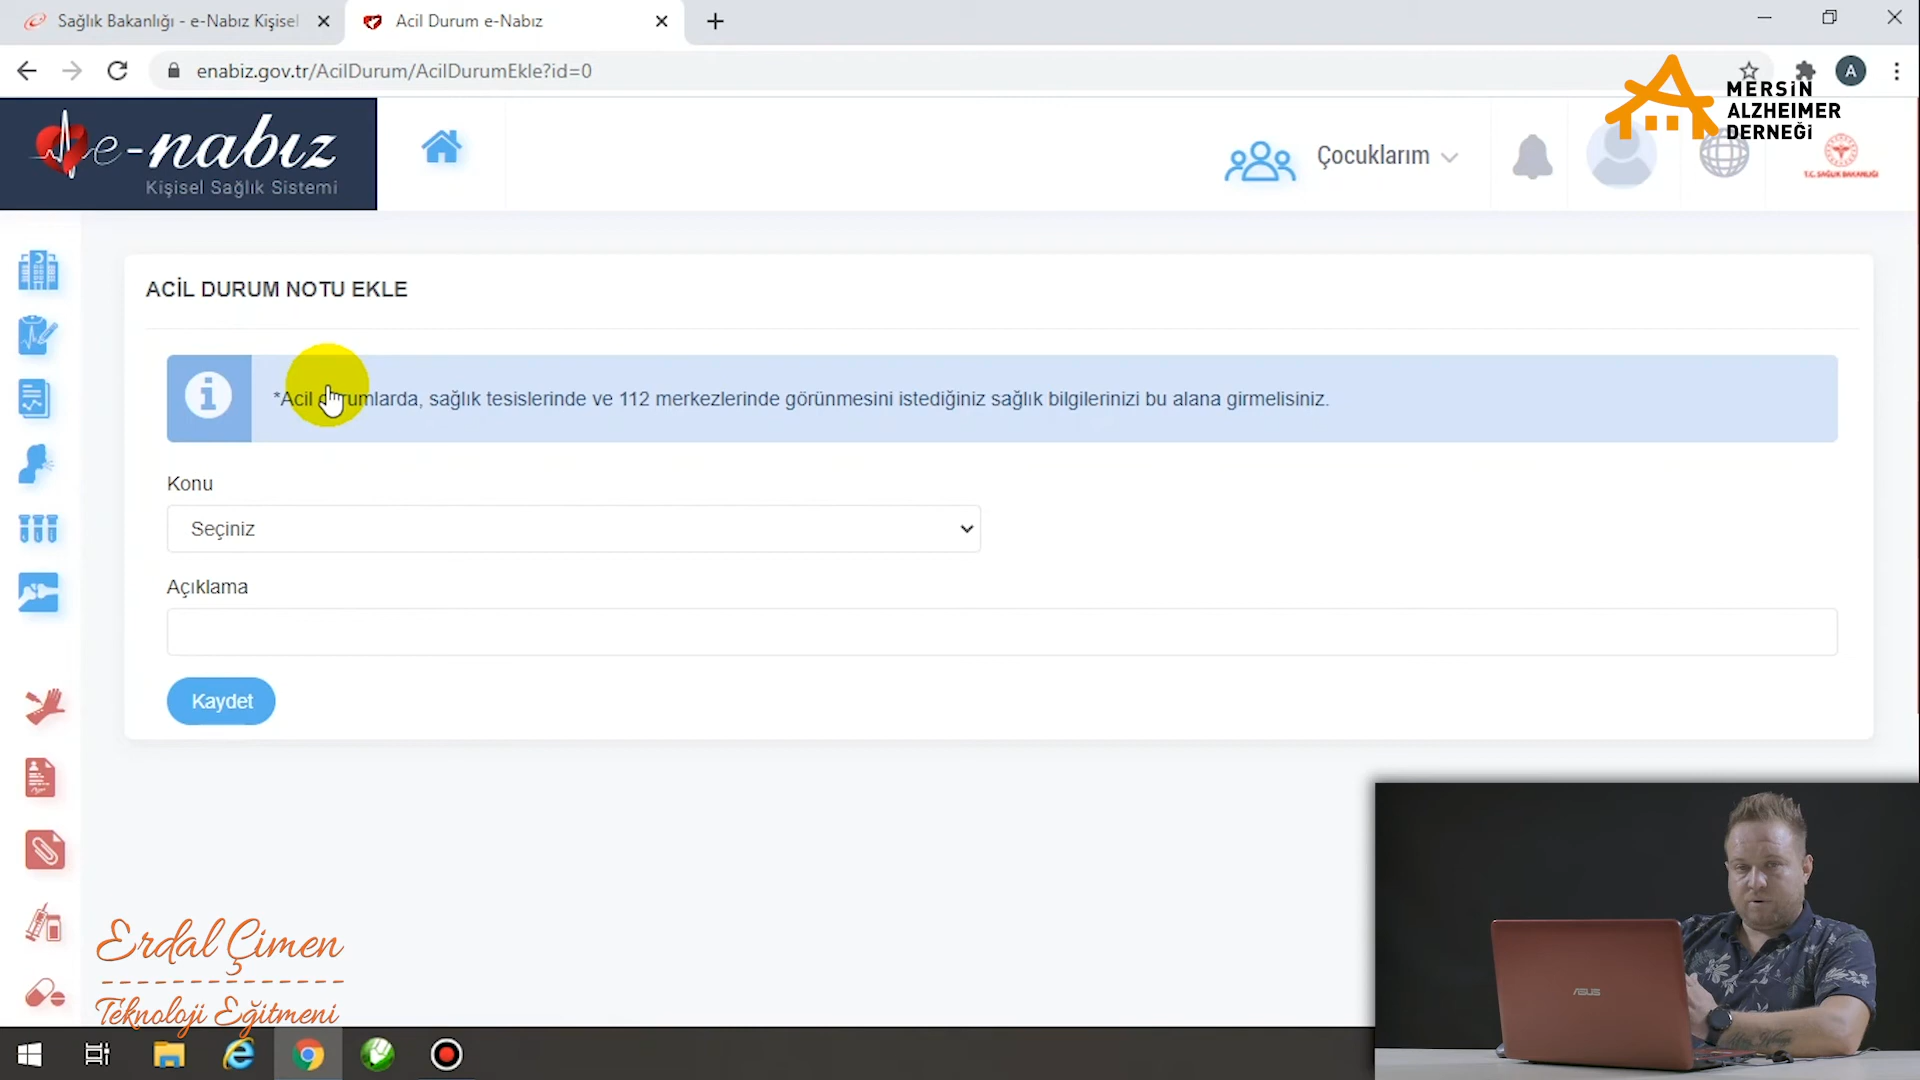 Sağlık Bakanlığı - e-Nabız Kişisel
Acil Durum e-Nabız
enabiz.gov.tr/AcilDurum/AcilDurumEkle?id=0
A
MERSİN
ALZHEIMER
DERNEĞİ
e-nabız
Kişisel Sağlık Sistemi
Çocuklarım
T.C. SAĞLIK BAKANLIĞI
ACİL DURUM NOTU EKLE
*Acil durumlarda, sağlık tesislerinde ve 112 merkezlerinde görünmesini istediğiniz sağlık bilgilerinizi bu alana girmelisiniz.
Konu
Seçiniz
Açıklama
Kaydet
Erdal Çimen
Teknoloji Eğitmeni
ASUS